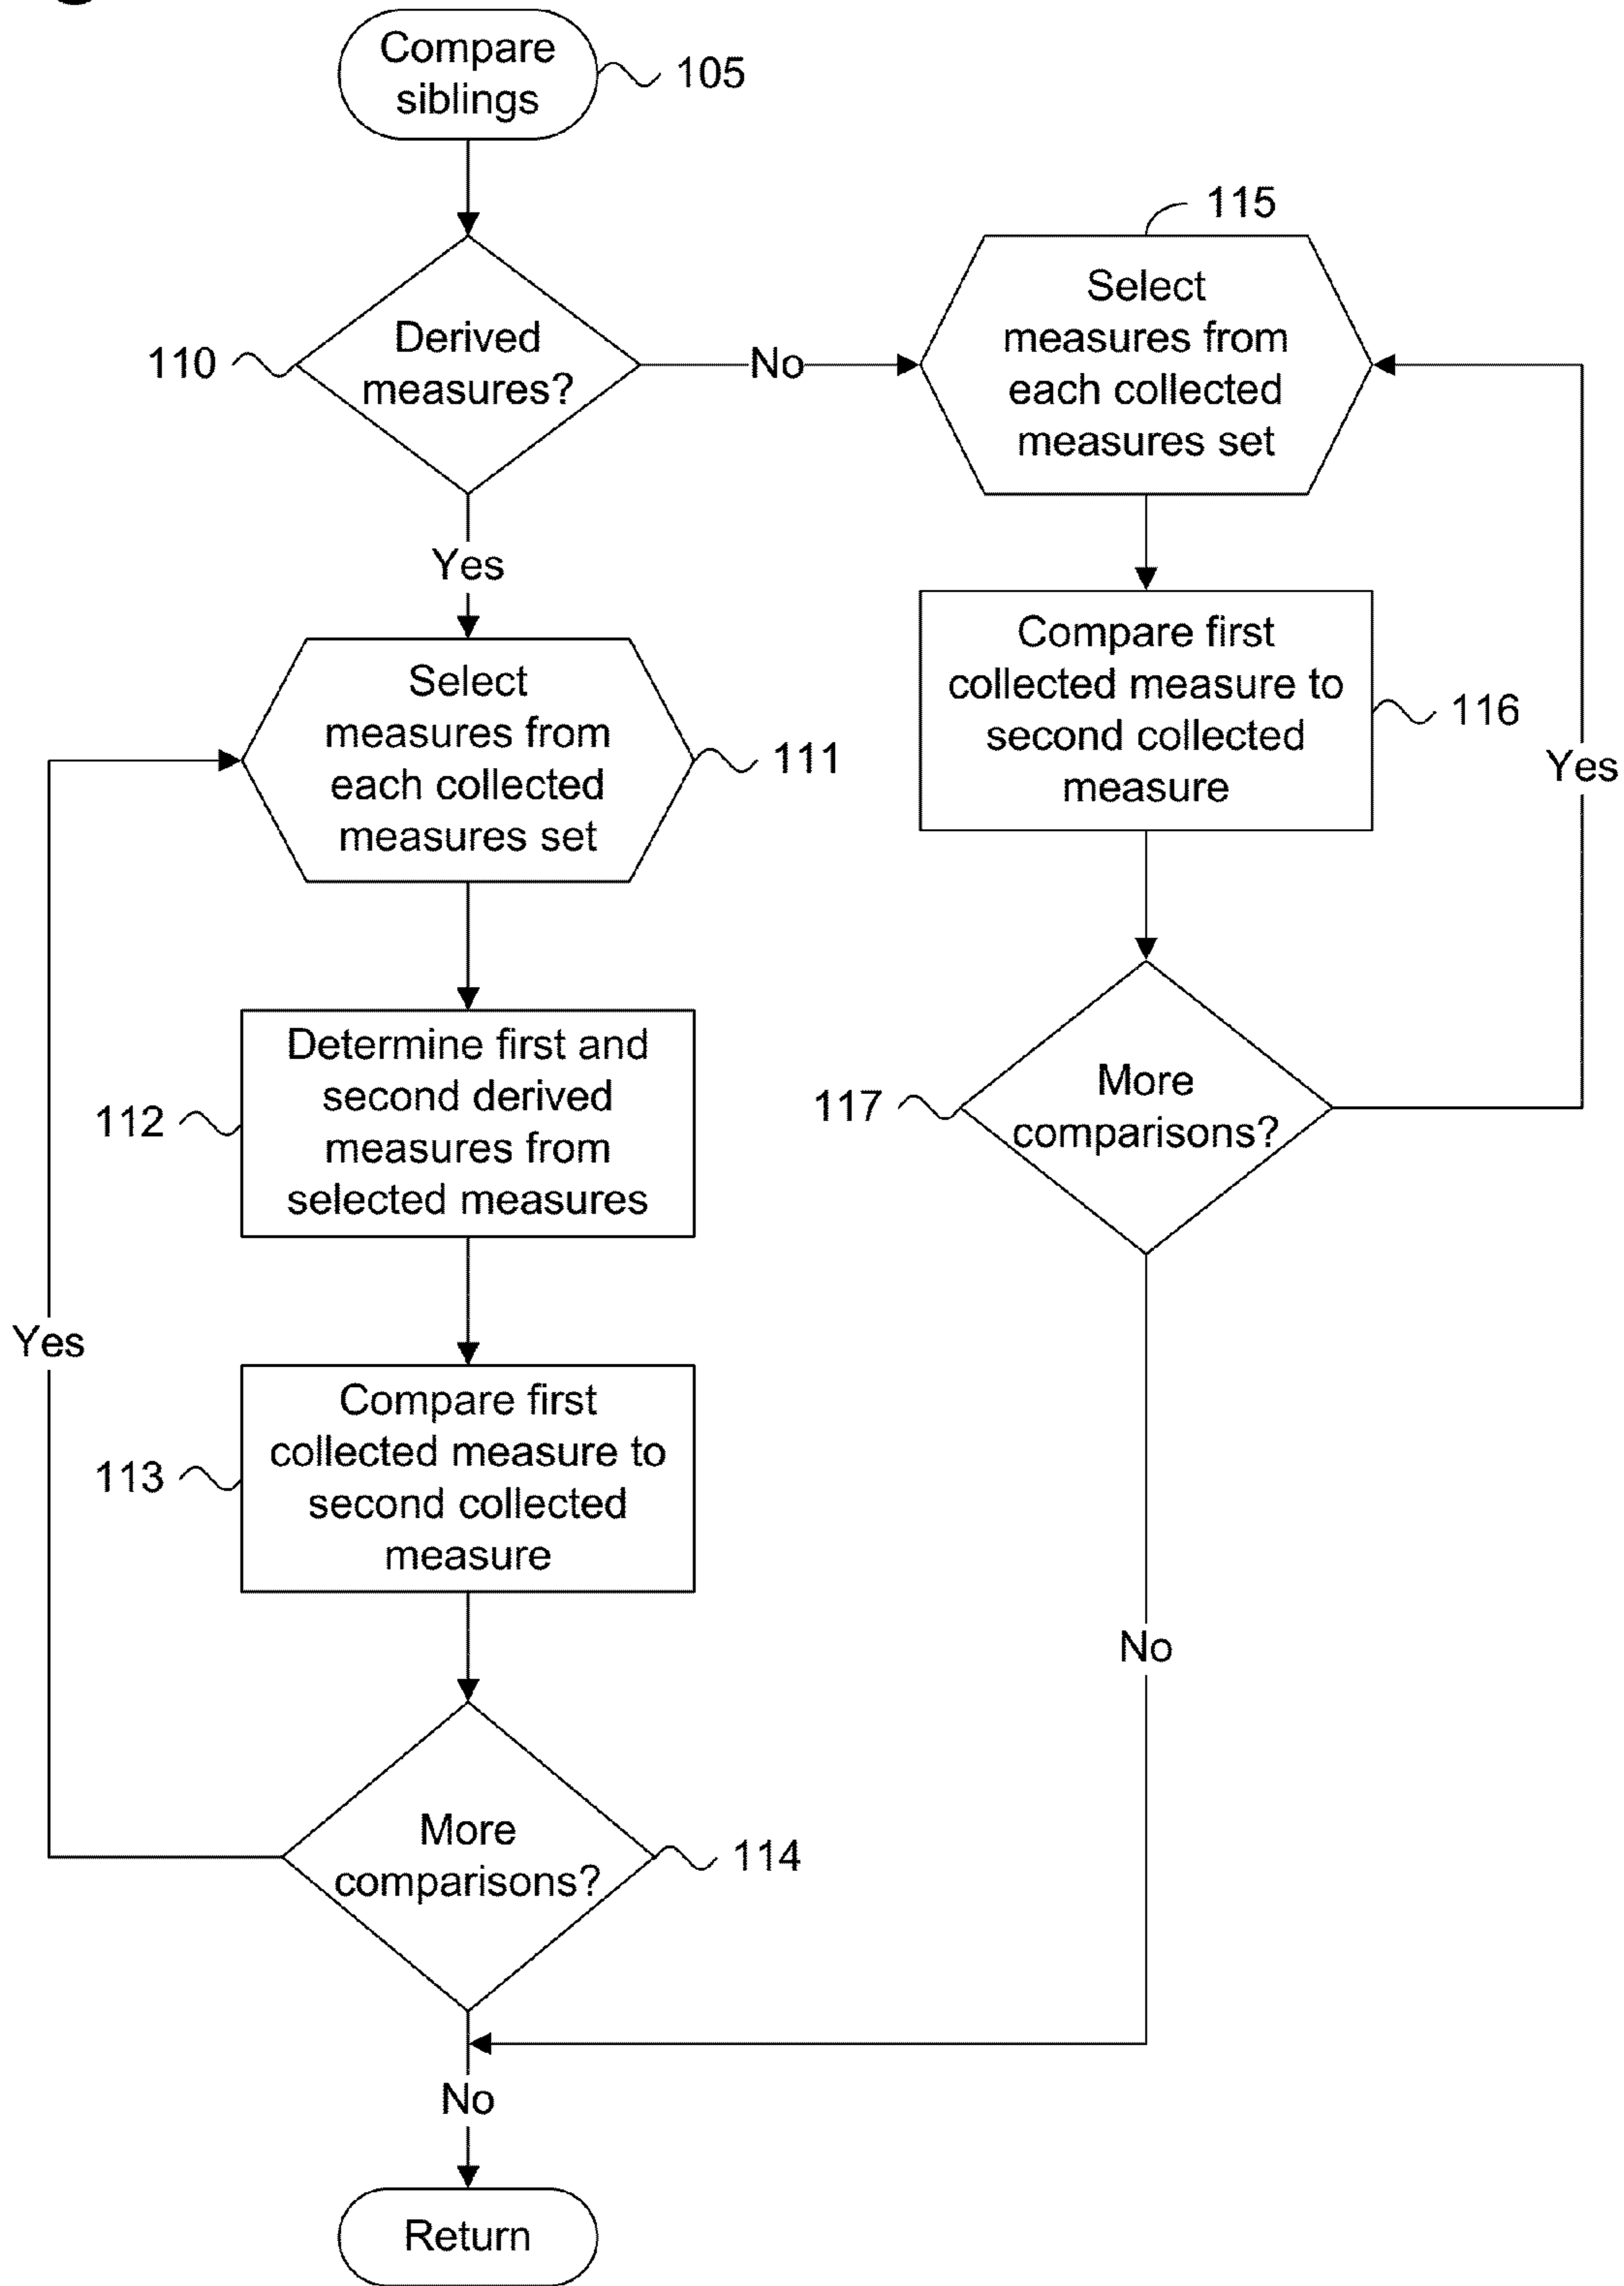 Compare
siblings
105
110
Derived
measures?
No
115
Select
measures from
each collected
measures set
Yes
Select
measures from
each collected
measures set
111
Compare first
collected measure to
second collected
measure
116
Yes
112
Determine first and
second derived
measures from
selected measures
117
More
comparisons?
Yes
113
Compare first
collected measure to
second collected
measure
No
More
comparisons?
114
No
Return